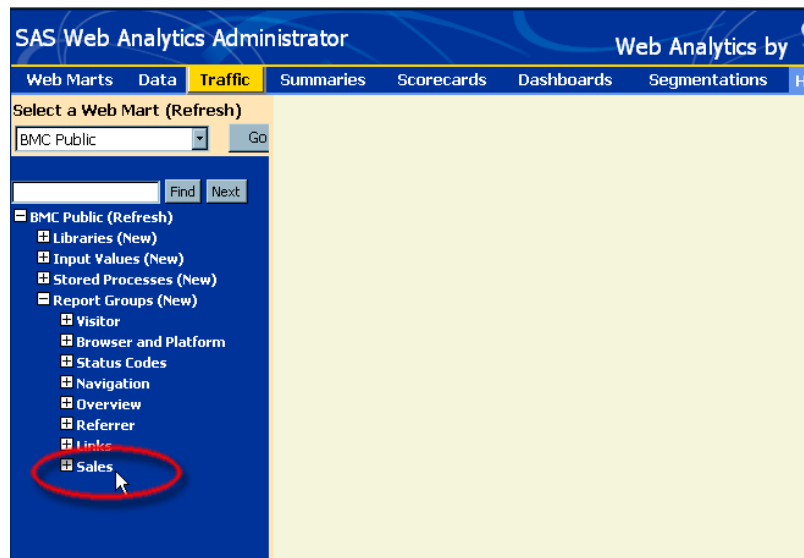 SAS Web Analytics Administrator
Web Analytics by
Web Marts Data Traffic Summaries Scorecards Dashboards Segmentations
Select a Web Mart (Refresh)
BMC Public Go
Find Next
BMC Public (Refresh)
Libraries (New)
Input Values (New)
Stored Processes (New)
Report Groups (New)
Visitor
Browser and Platform
Status Codes
Navigation
Overview
Referrer
Links
Sales